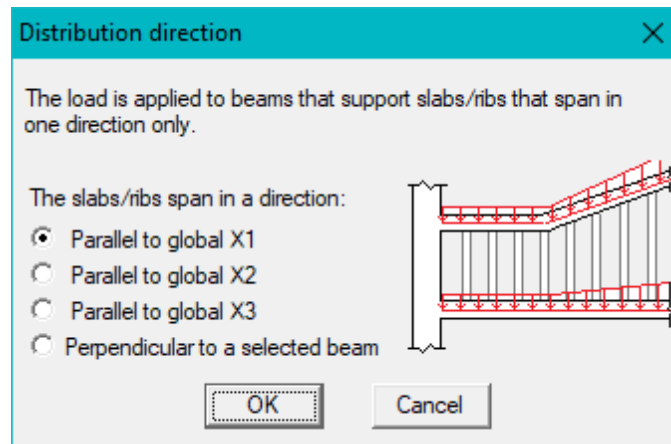 Distribution direction
The load is applied to beams that support slabs/ribs that span in
one direction only.
The slabs/ribs span in a direction:
Parallel to global X1
Parallel to global X2
Parallel to global X3
Perpendicular to a selected beam
OK
Cancel